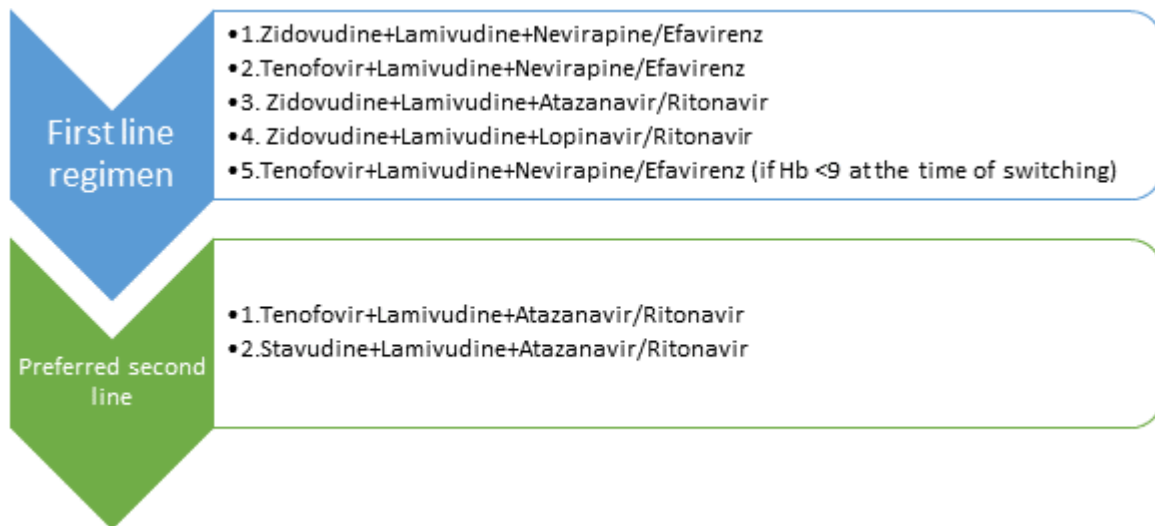 First line
regimen
•1.Zidovudine+Lamivudine+Nevirapine/Efavirenz
•2.Tenofovir+Lamivudine+Nevirapine/Efavirenz
•3. Zidovudine+Lamivudine+Atazanavir/Ritonavir
•4. Zidovudine+Lamivudine+Lopinavir/Ritonavir
•5.Tenofovir+Lamivudine+Nevirapine/Efavirenz (if Hb <9 at the time of switching)
Preferred second
line
•1.Tenofovir+Lamivudine+Atazanavir/Ritonavir
•2.Stavudine+Lamivudine+Atazanavir/Ritonavir